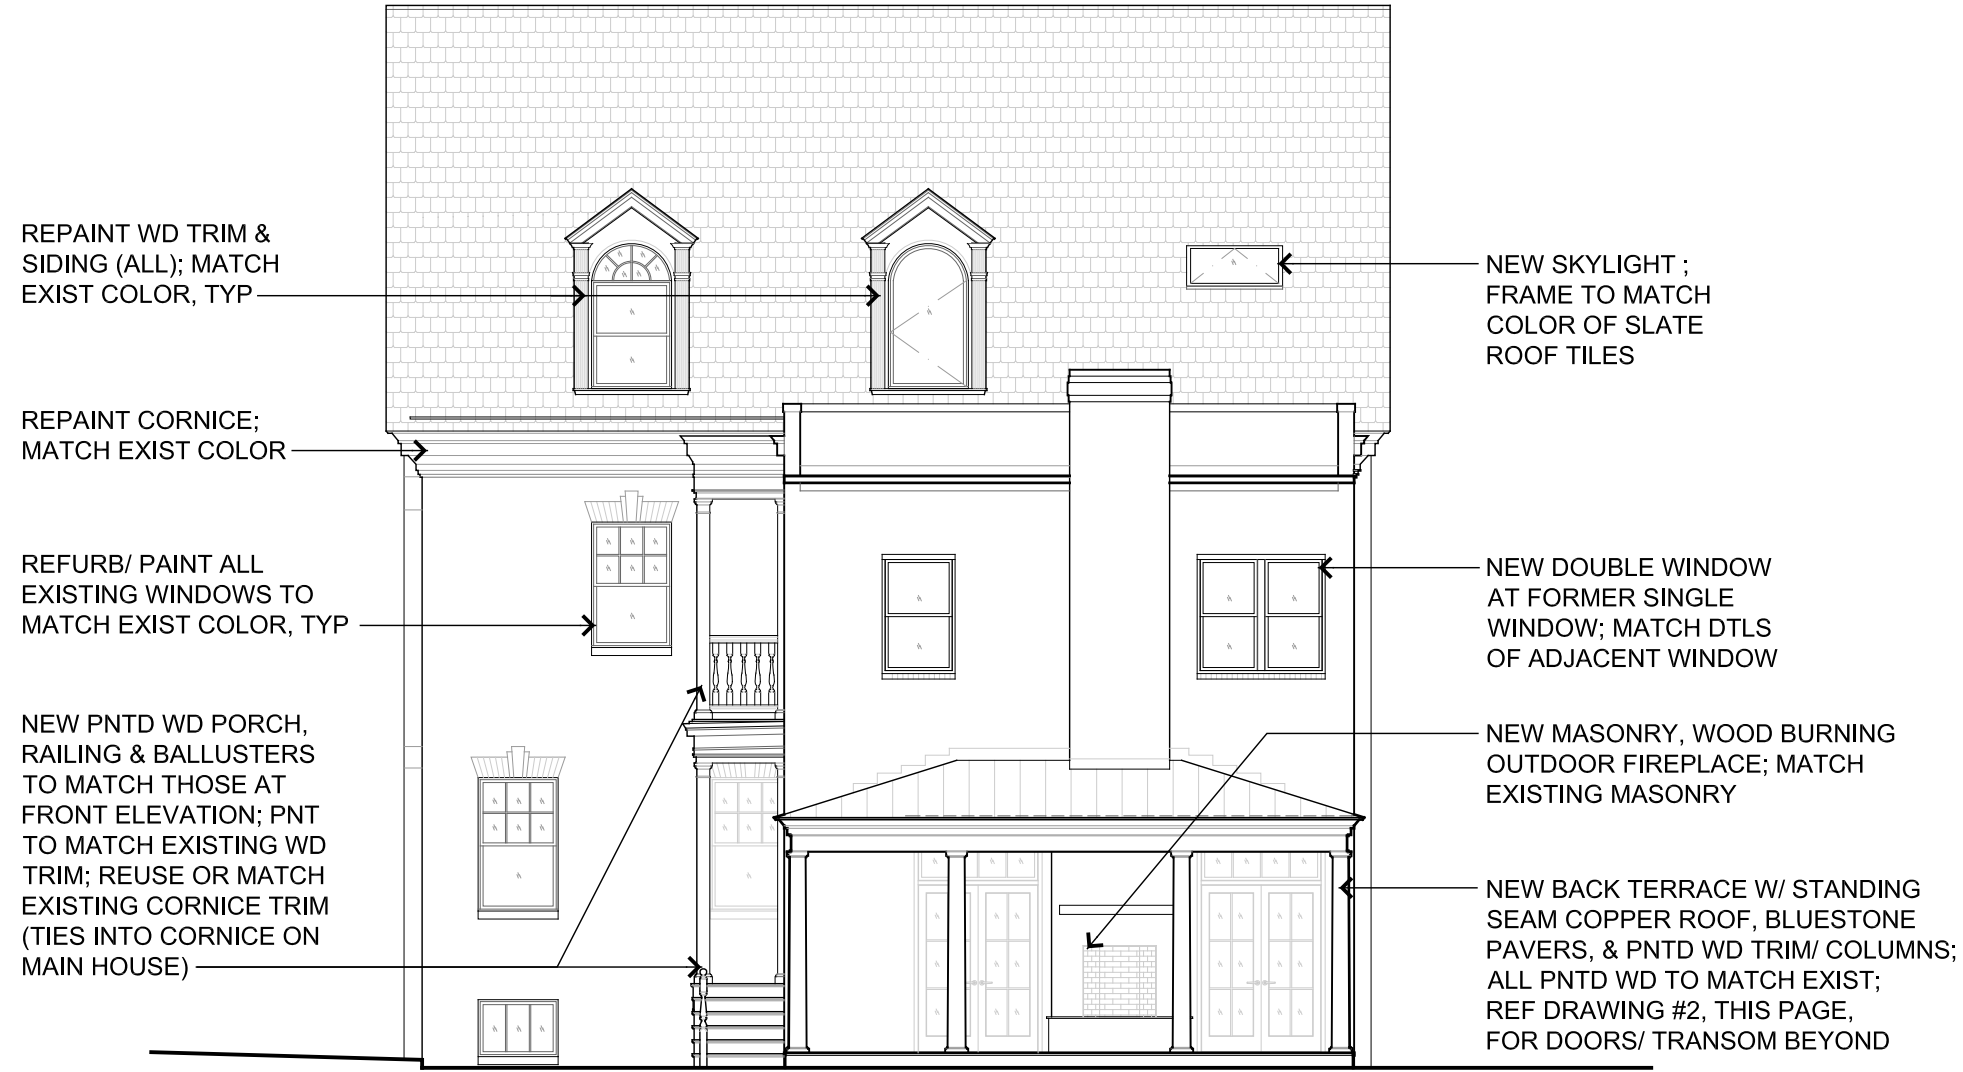 REPAINT WD TRIM &
SIDING (ALL); MATCH
EXIST COLOR, TYP
REPAINT CORNICE;
MATCH EXIST COLOR
REFURB/ PAINT ALL
EXISTING WINDOWS TO
MATCH EXIST COLOR, TYP
NEW PNTD WD PORCH,
RAILING & BALLUSTERS
TO MATCH THOSE AT
FRONT ELEVATION; PNT
TO MATCH EXISTING WD
TRIM; REUSE OR MATCH
EXISTING CORNICE TRIM
(TIES INTO CORNICE ON
MAIN HOUSE)
NEW SKYLIGHT ;
FRAME TO MATCH
COLOR OF SLATE
ROOF TILES
NEW DOUBLE WINDOW
AT FORMER SINGLE
WINDOW; MATCH DTLS
OF ADJACENT WINDOW
NEW MASONRY, WOOD BURNING
OUTDOOR FIREPLACE; MATCH
EXISTING MASONRY
NEW BACK TERRACE W/ STANDING
SEAM COPPER ROOF, BLUESTONE
PAVERS, & PNTD WD TRIM/ COLUMNS;
ALL PNTD WD TO MATCH EXIST;
REF DRAWING #2, THIS PAGE,
FOR DOORS/ TRANSOM BEYOND